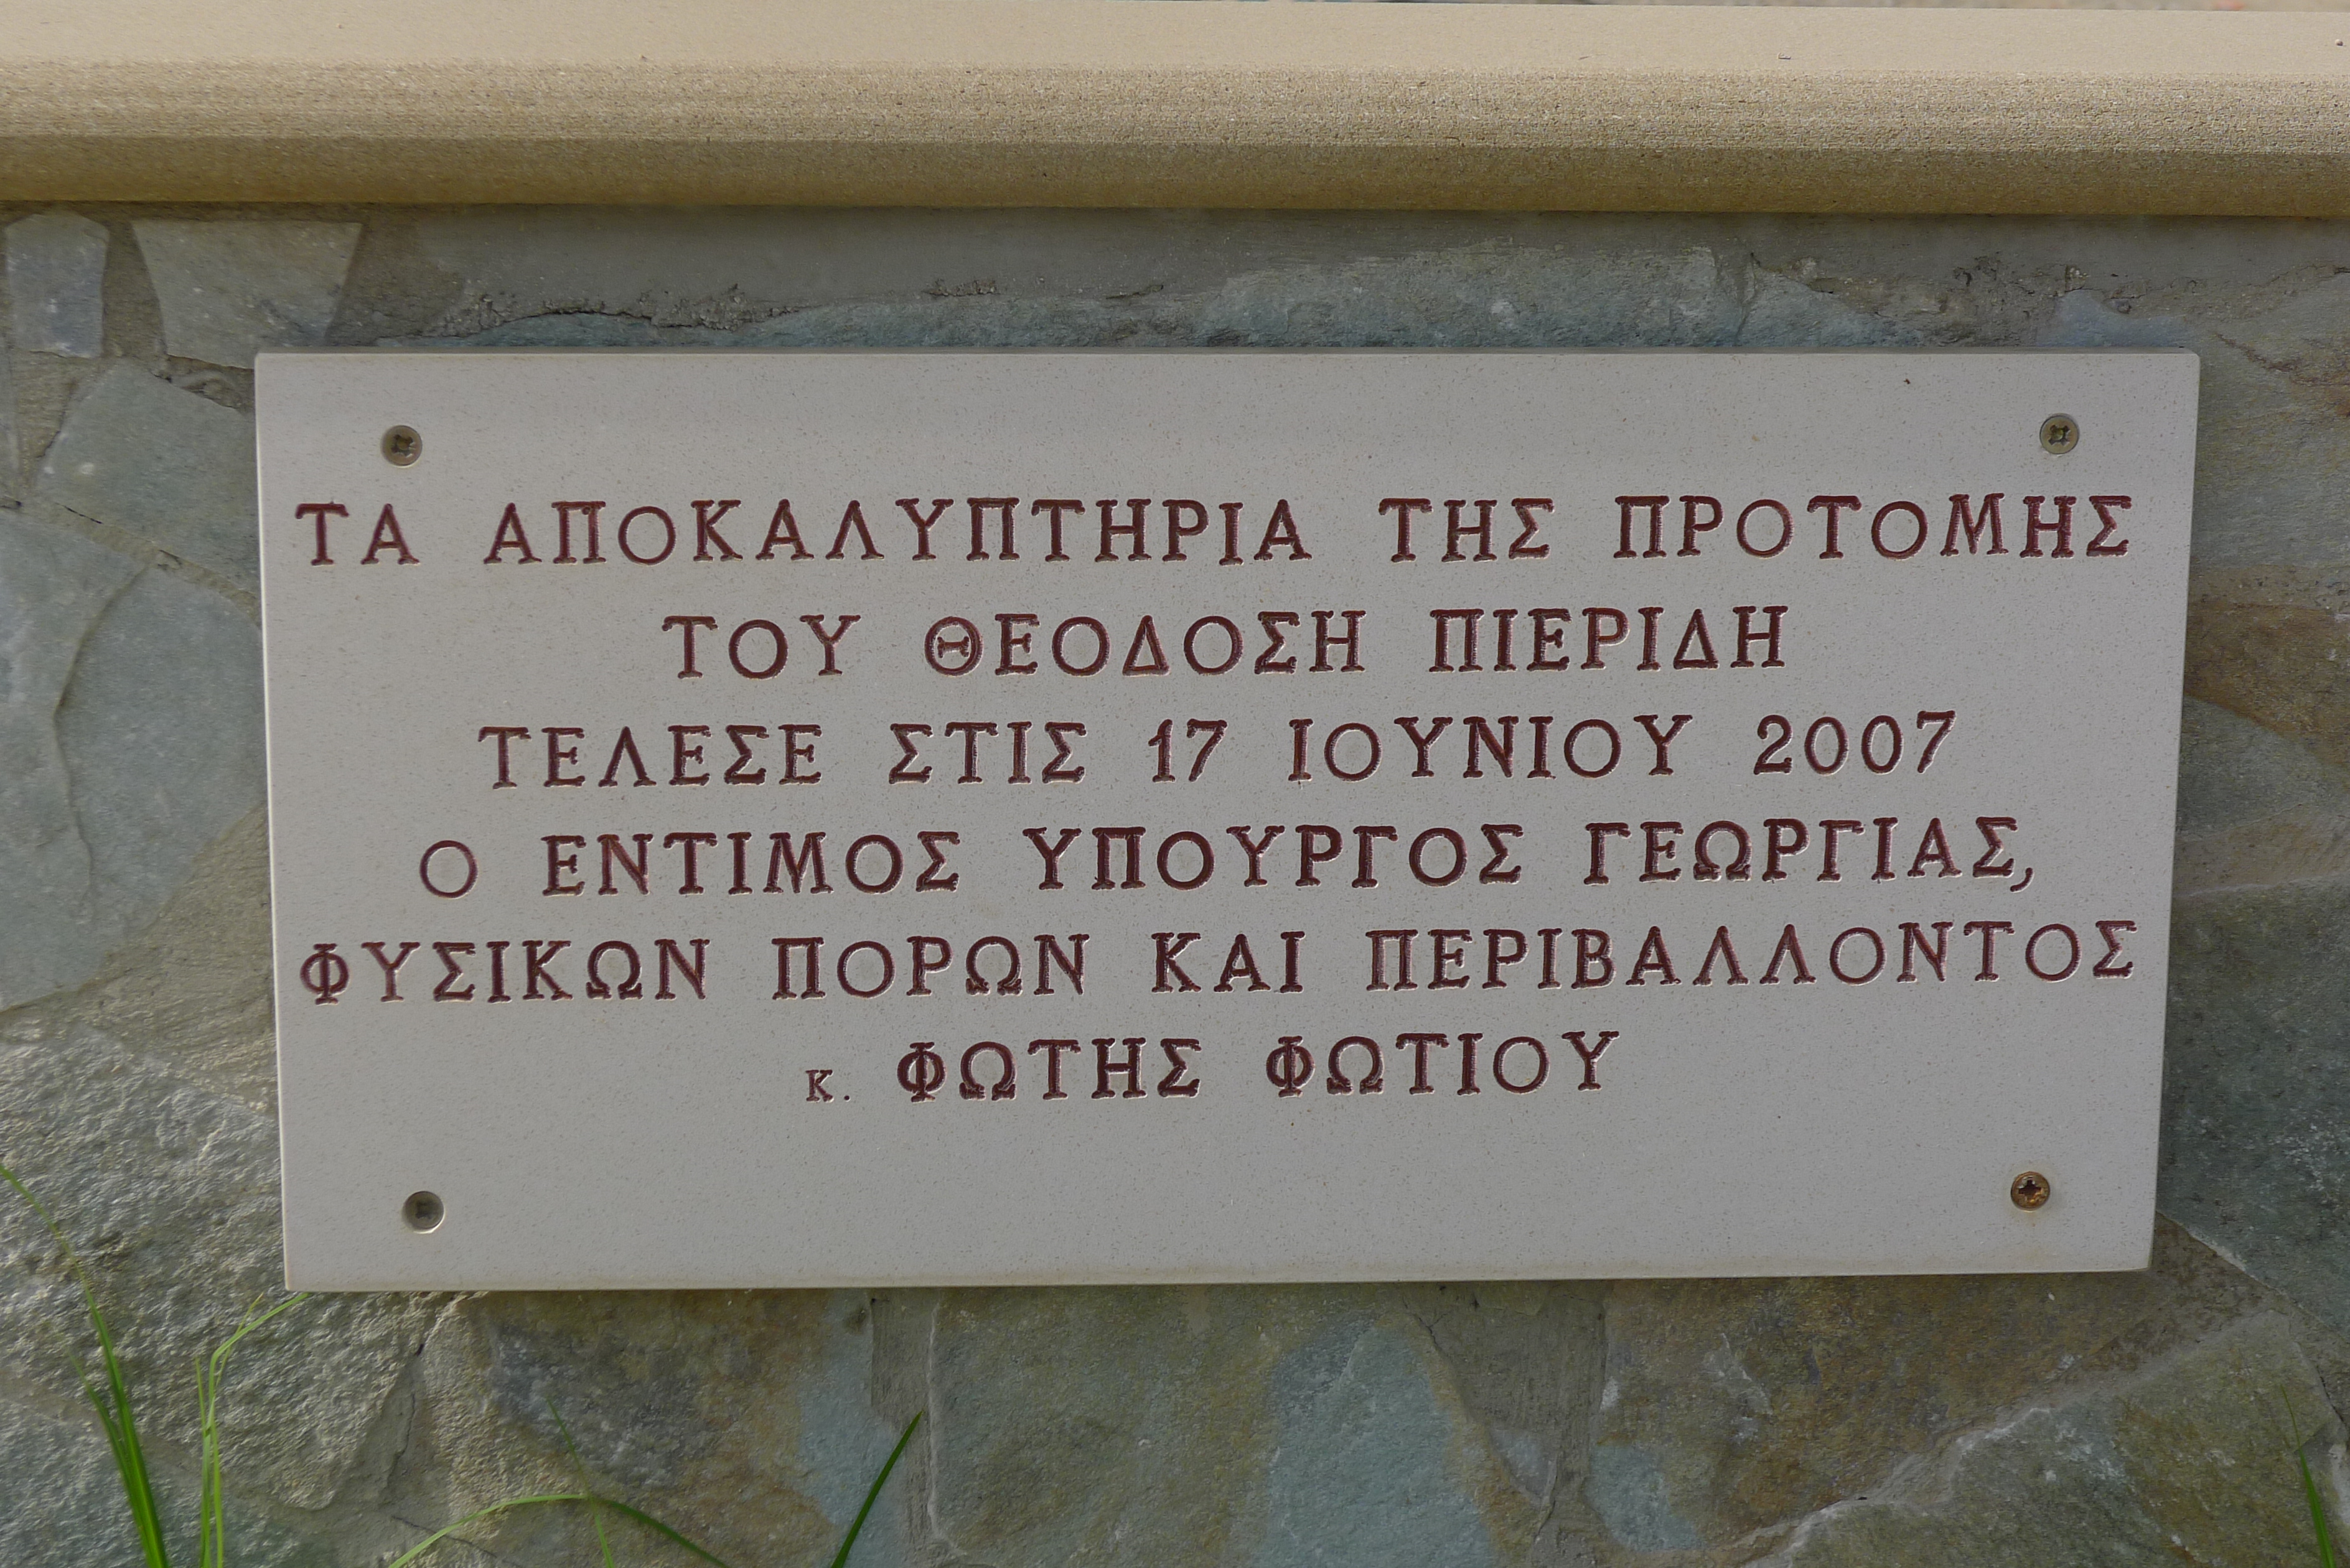 ΤΑ ΑΠΟΚΑΛΥΠΤΗΡΙΑ ΤΗΣ ΠΡΟΤΟΜΗΣ
ΤΟΥ ΘΕΟΔΟΣΗ ΠΙΕΡΙΔΗ
ΤΕΛΕΣΕ ΣΤΙΣ 17 ΙΟΥΝΙΟΥ 2007
Ο ΕΝΤΙΜΟΣ ΥΠΟΥΡΓΟΣ ΓΕΩΡΓΙΑΣ,
ΦΥΣΙΚΩΝ ΠΟΡΩΝ ΚΑΙ ΠΕΡΙΒΑΛΛΟΝΤΟΣ
κ. ΦΩΤΗΣ ΦΩΤΙΟΥ